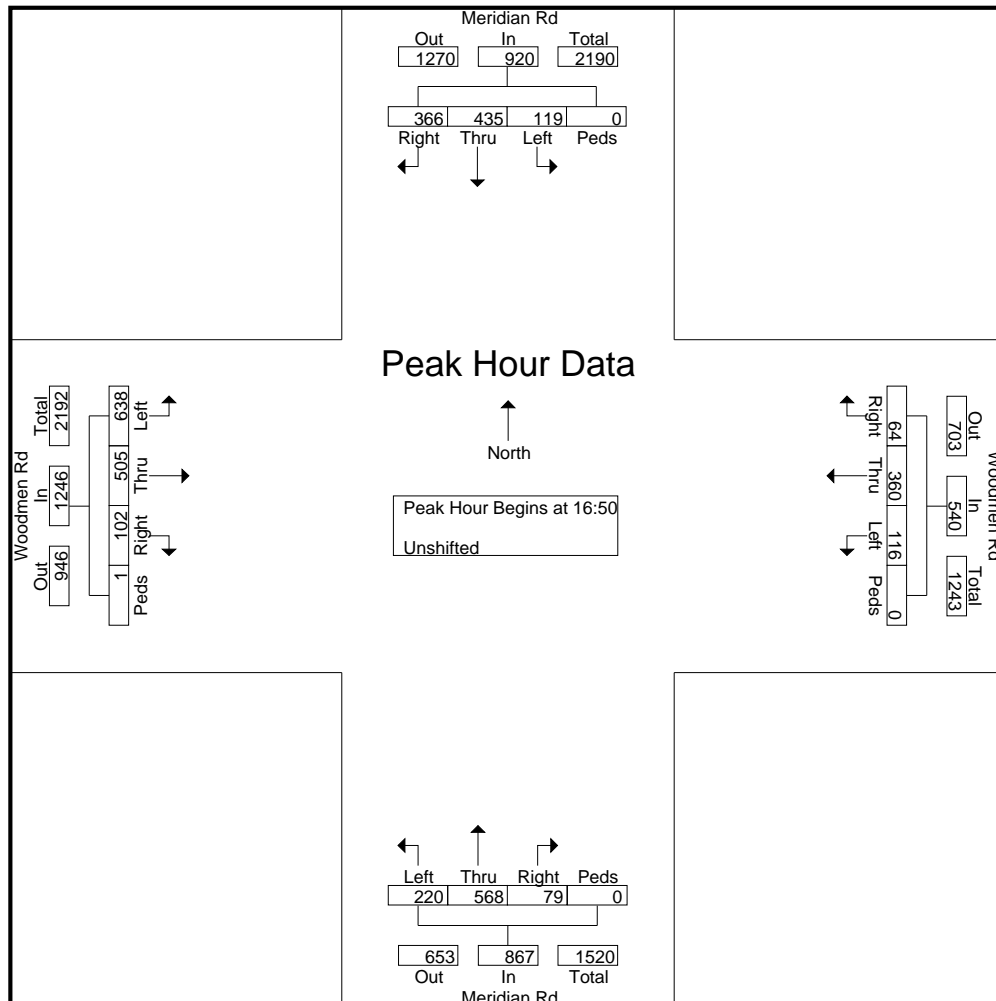 Meridian Rd
Out In Total
1270 920 2190
366 435 119 0
Right Thru Left Peds
Peak Hour Data
North
Peak Hour Begins at 16:50
Unshifted
Woodmen Rd
Total In Out
2192 1246 946
638 505 102 1
Left Thru Right Peds
Woodmen Rd
Out In Total
703 540 1243
64 360 116 0
Right Thru Left Peds
Left Thru Right Peds
220 568 79 0
653 867 1520
Out In Total
Meridian Rd